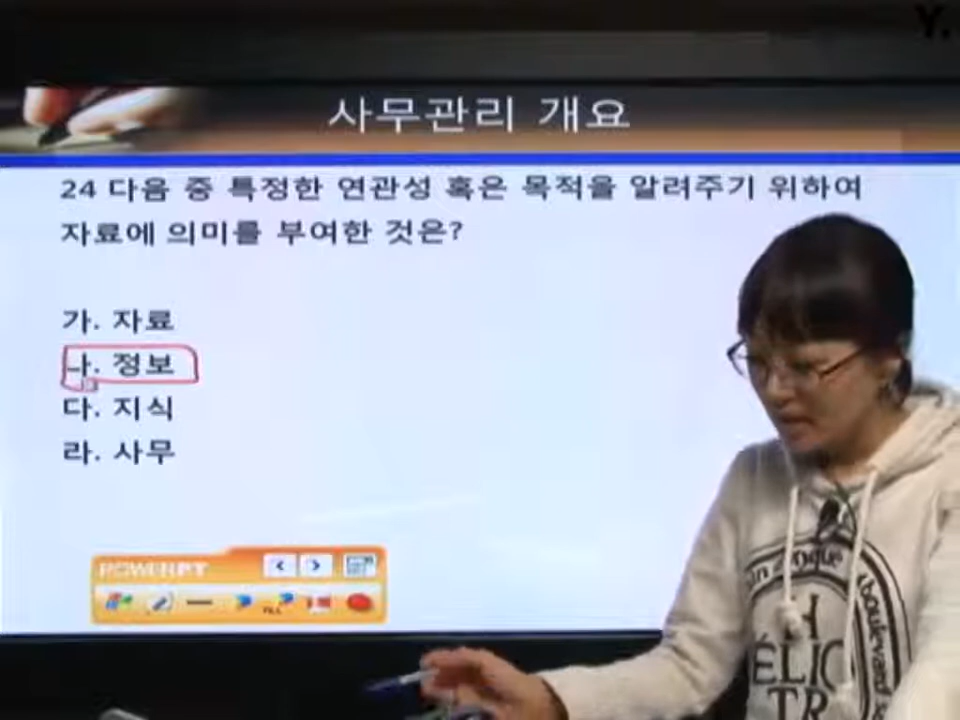 사무관리 개요
24 다음 중 특정한 연관성 혹은 목적을 알려주기 위하여
자료에 의미를 부여한 것은?
가. 자료
나. 정보
다. 지식
라. 사무
POWERPT
boulevard
TR